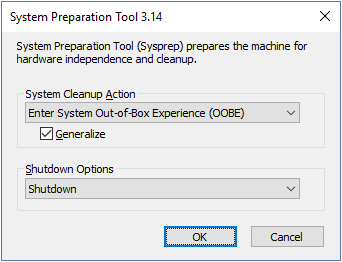 System Preparation Tool 3.14
System Preparation Tool (Sysprep) prepares the machine for
hardware independence and cleanup.
System Cleanup Action
Enter System Out-of-Box Experience (OOBE)
Generalize
Shutdown Options
Shutdown
OK
Cancel